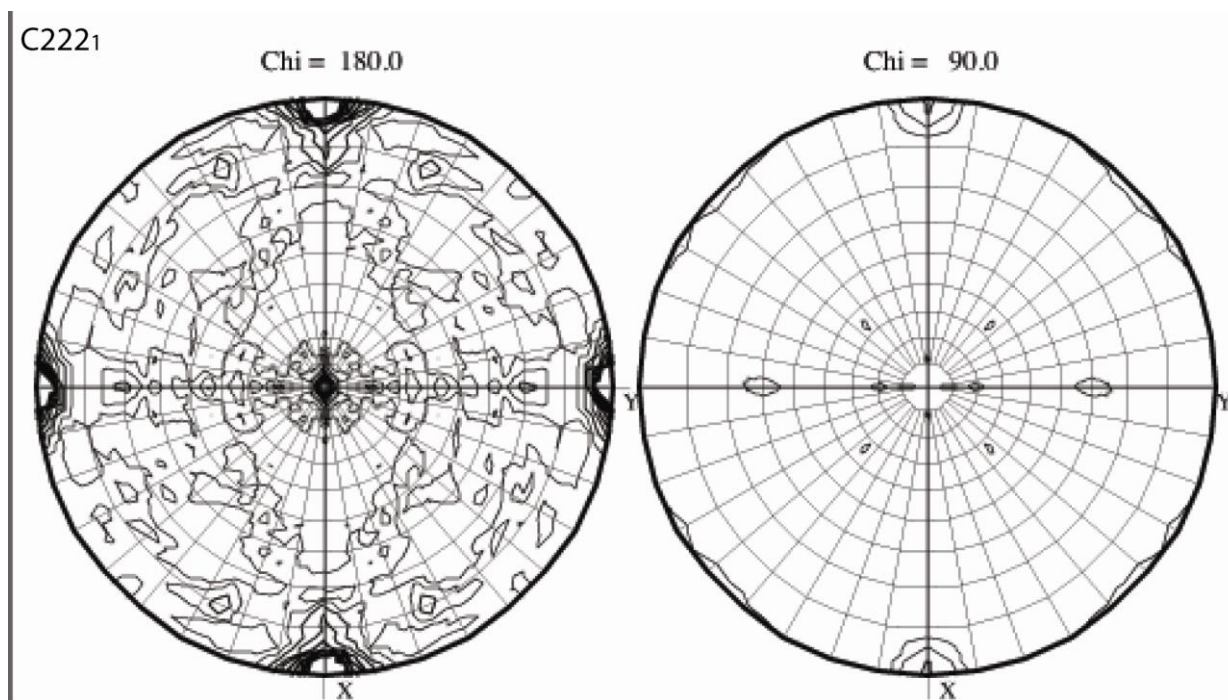 C222₁
Chi = 180.0
Chi = 90.0
Y
Y
X
X